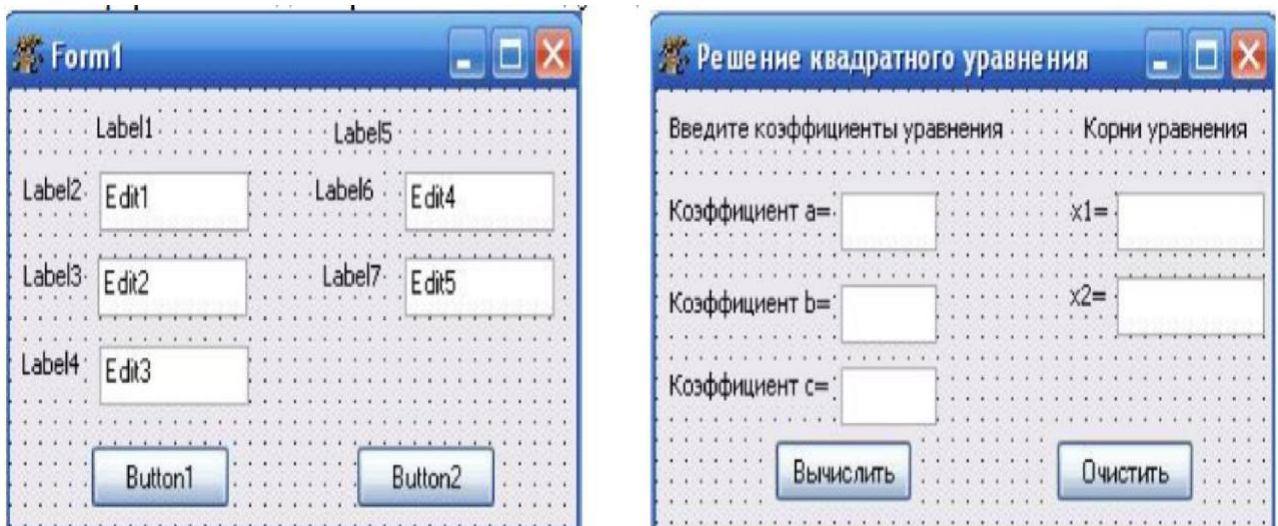 Form1
Label1
Label5
Label2
Edit1
Label6
Edit4
Label3
Edit2
Label7
Edit5
Label4
Edit3
Button1
Button2
Решение квадратного уравнения
Введите коэффициенты уравнения
Корни уравнения
Коэффициент a=
x1=
Коэффициент b=
x2=
Коэффициент c=
Вычислить
Очистить